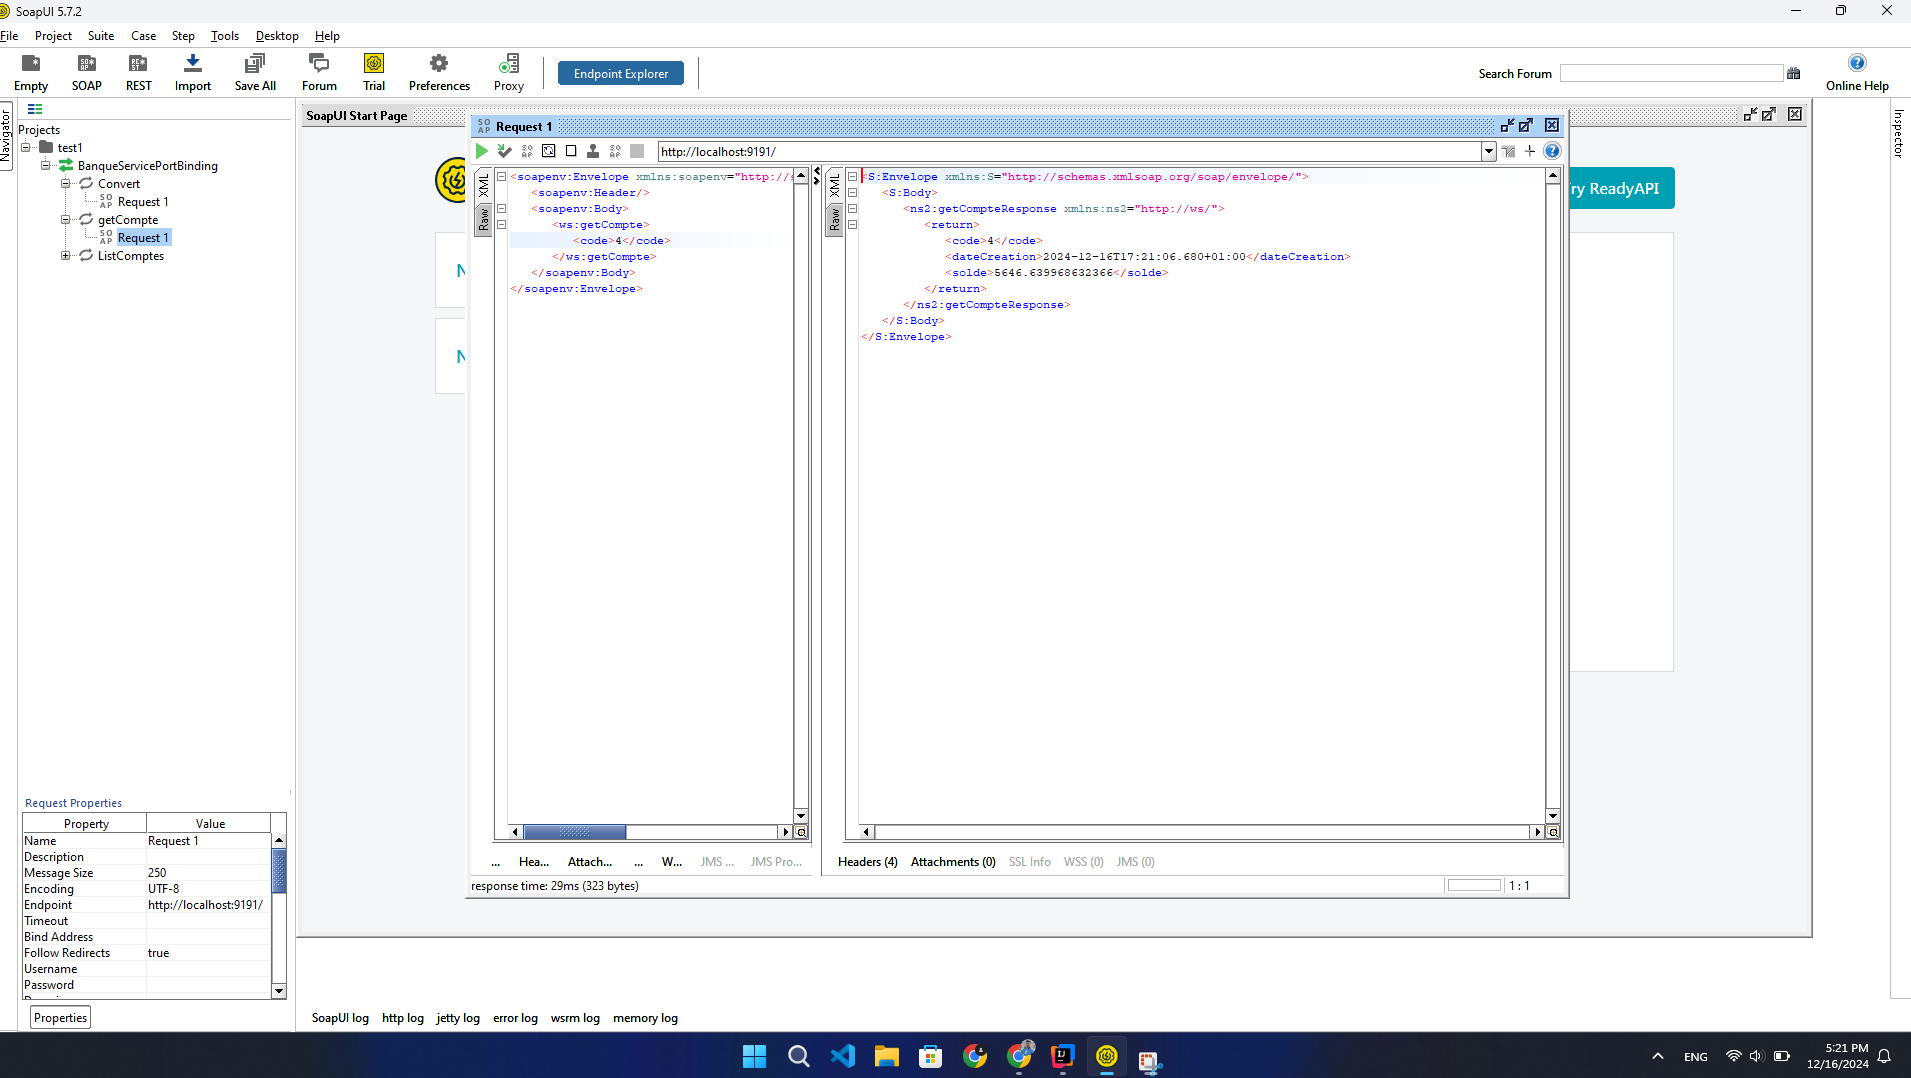 SoapUI 5.7.2
File Project Suite Case Step Tools Desktop Help
Empty SOAP REST Import Save All Forum Trial Preferences Proxy
Endpoint Explorer
Search Forum
Online Help
Navigator
Projects
test1
BanqueServicePortBinding
Convert
Request 1
getCompte
Request 1
ListComptes
SoapUI Start Page
Try ReadyAPI
Inspector
Request 1
http://localhost:9191/
XML
Raw
<soapenv:Envelope xmlns:soapenv="http://s
<soapenv:Header/>
<soapenv:Body>
<ws:getCompte>
<code>4</code>
</ws:getCompte>
</soapenv:Body>
</soapenv:Envelope>
XML
Raw
<S:Envelope xmlns:S="http://schemas.xmlsoap.org/soap/envelope/">
<S:Body>
<ns2:getCompteResponse xmlns:ns2="http://ws/">
<return>
<code>4</code>
<dateCreation>2024-12-16T17:21:06.680+01:00</dateCreation>
<solde>5646.639968632366</solde>
</return>
</ns2:getCompteResponse>
</S:Body>
</S:Envelope>
... Hea... Attach... ... W... JMS ... JMS Pro...
Headers (4) Attachments (0) SSL Info WSS (0) JMS (0)
response time: 29ms (323 bytes)
1 : 1
Request Properties
Property Value
Name Request 1
Description
Message Size 250
Encoding UTF-8
Endpoint http://localhost:9191/
Timeout
Bind Address
Follow Redirects true
Username
Password
Properties
SoapUI log http log jetty log error log wsrm log memory log
ENG
5:21 PM
12/16/2024